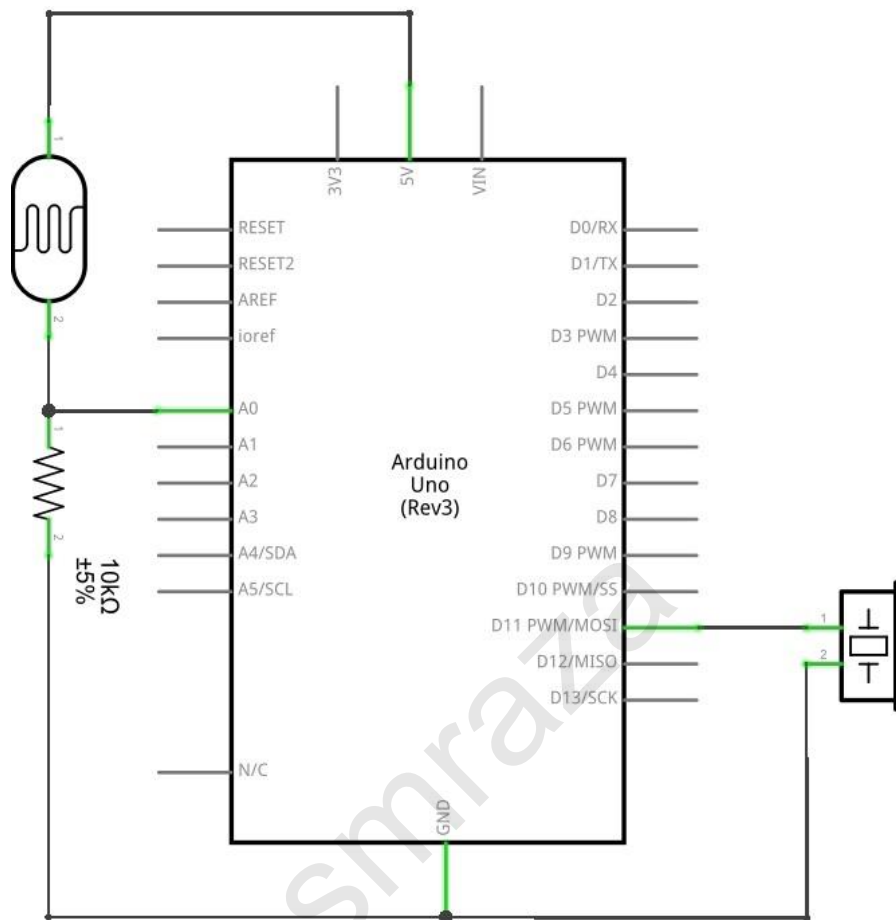 1
2
1
2
10kΩ
±5%
3V3
5V
VIN
RESET
RESET2
AREF
ioref
A0
A1
A2
A3
A4/SDA
A5/SCL
N/C
Arduino
Uno
(Rev3)
D0/RX
D1/TX
D2
D3 PWM
D4
D5 PWM
D6 PWM
D7
D8
D9 PWM
D10 PWM/SS
D11 PWM/MOSI
D12/MISO
D13/SCK
GND
1
2
smraza